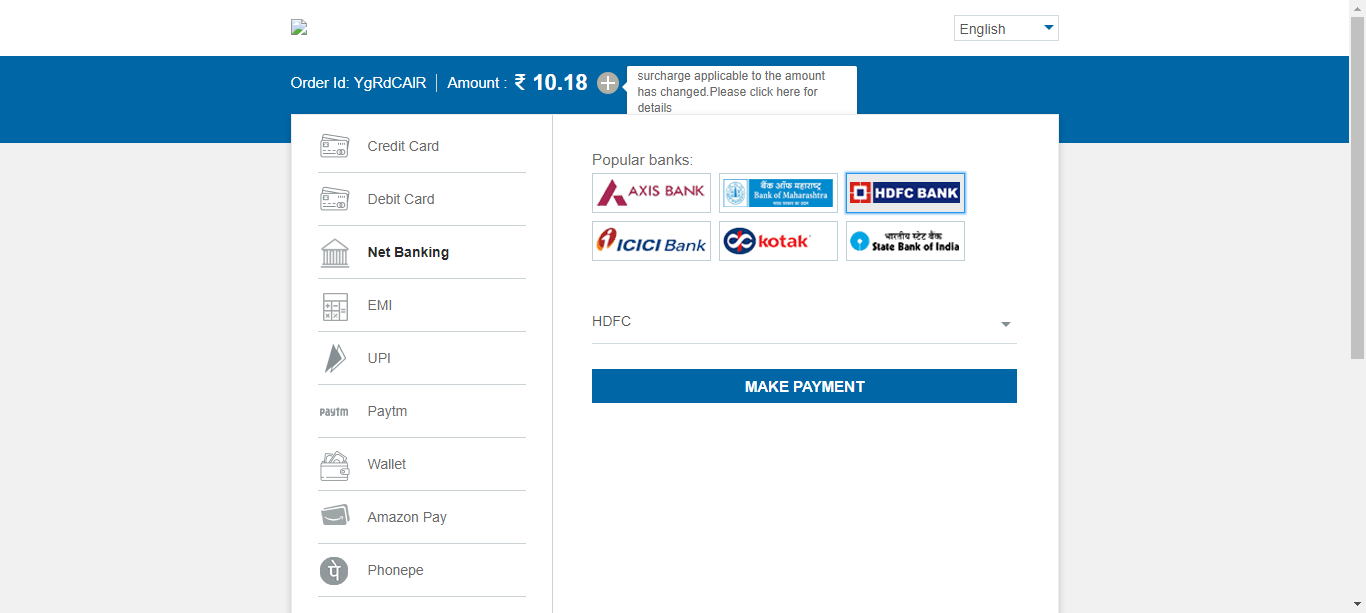 English
Order Id: YgRdCAlR
Amount : ₹ 10.18
surcharge applicable to the amount
has changed.Please click here for
details
Credit Card
Debit Card
Net Banking
EMI
UPI
Paytm Paytm
Wallet
Amazon Pay
पे Phonepe
Popular banks:
AXIS BANK
बैंक ऑफ महाराष्ट्र
Bank of Maharashtra
HDFC BANK
ICICI Bank
kotak
भारतीय स्टेट बैंक
State Bank of India
HDFC
MAKE PAYMENT